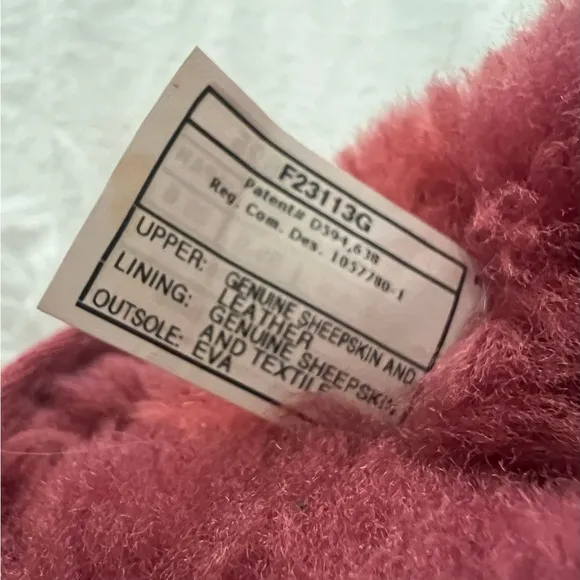 F23113G
Patent# D594,638
Reg. Com. Des. 1057780-1
UPPER: GENUINE SHEEPSKIN AND
LEATHER
LINING: GENUINE SHEEPSKIN
AND TEXTILE
OUTSOLE: EVA